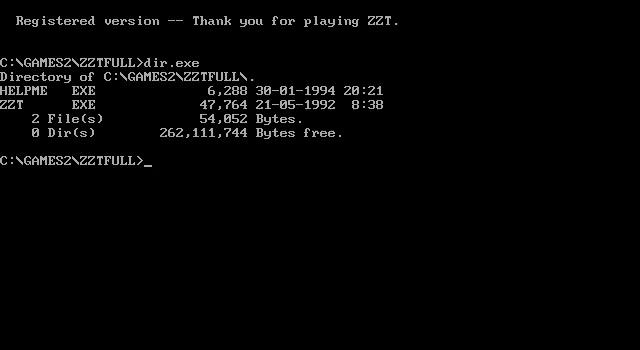 Registered version -- Thank you for playing ZZT.
C:\GAMES2\ZZTFULL>dir.exe
Directory of C:\GAMES2\ZZTFULL\.
HELPME   EXE              6,288 30-01-1994 20:21
ZZT      EXE             47,764 21-05-1992  8:38
    2 File(s)            54,052 Bytes.
    0 Dir(s)        262,111,744 Bytes free.
C:\GAMES2\ZZTFULL>_